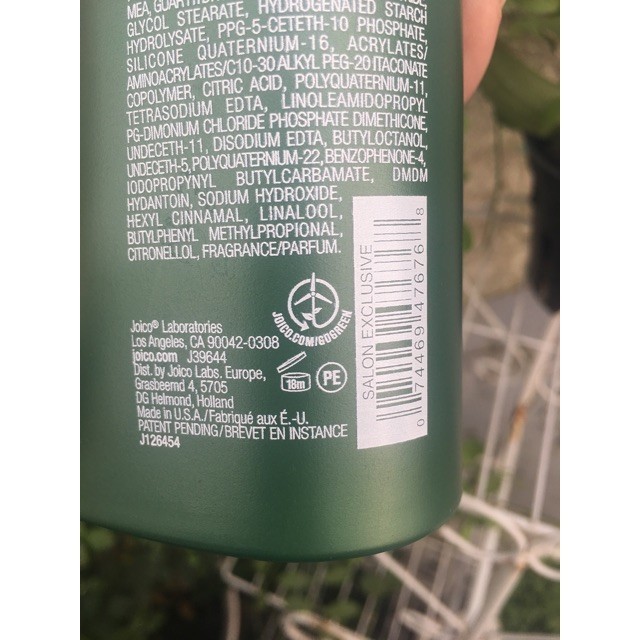 MEA,
GLYCOL STEARATE, HYDROGENATED STARCH
HYDROLYSATE, PPG-5-CETETH-10 PHOSPHATE,
SILICONE QUATERNIUM-16, ACRYLATES/
AMINOACRYLATES/C10-30 ALKYL PEG-20 ITACONATE
COPOLYMER, CITRIC ACID, POLYQUATERNIUM-11,
TETRASODIUM EDTA, LINOLEAMIDOPROPYL
PG-DIMONIUM CHLORIDE PHOSPHATE DIMETHICONE,
UNDECETH-11, DISODIUM EDTA, BUTYLOCTANOL,
UNDECETH-5, POLYQUATERNIUM-22, BENZOPHENONE-4,
IODOPROPYNYL BUTYLCARBAMATE, DMDM
HYDANTOIN, SODIUM HYDROXIDE,
HEXYL CINNAMAL, LINALOOL,
BUTYLPHENYL METHYLPROPIONAL,
CITRONELLOL, FRAGRANCE/PARFUM.
JOICO.COM/GOGREEN
Joico® Laboratories
Los Angeles, CA 90042-0308
joico.com J39644
Dist. by Joico Labs. Europe,
Grasbeemd 4, 5705
DG Helmond, Holland
Made in U.S.A./Fabriqué aux É.-U.
PATENT PENDING/BREVET EN INSTANCE
J126454
18m
PE
SALON EXCLUSIVE
0 74469 47676 8